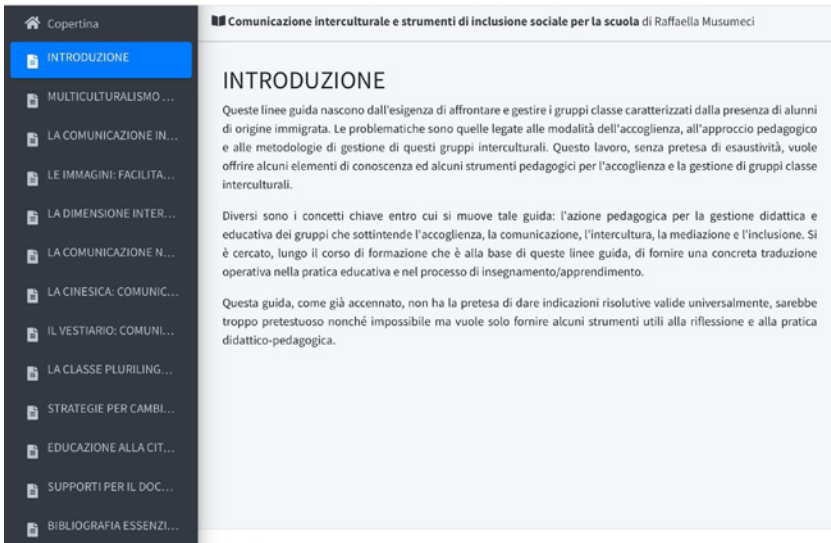 Copertina
INTRODUZIONE
MULTICULTURALISMO ...
LA COMUNICAZIONE IN...
LE IMMAGINI: FACILITA...
LA DIMENSIONE INTER...
LA COMUNICAZIONE N...
LA CINESICA: COMUNIC...
IL VESTIARIO: COMUNI...
LA CLASSE PLURILING...
STRATEGIE PER CAMBI...
EDUCAZIONE ALLA CIT...
SUPPORTI PER IL DOC...
BIBLIOGRAFIA ESSENZI...
Comunicazione interculturale e strumenti di inclusione sociale per la scuola di Raffaella Musumeci
INTRODUZIONE
Queste linee guida nascono dall'esigenza di affrontare e gestire i gruppi classe caratterizzati dalla presenza di alunni
di origine immigrata. Le problematiche sono quelle legate alle modalità dell'accoglienza, all'approccio pedagogico
e alle metodologie di gestione di questi gruppi interculturali. Questo lavoro, senza pretesa di esaustività, vuole
offrire alcuni elementi di conoscenza ed alcuni strumenti pedagogici per l'accoglienza e la gestione di gruppi classe
interculturali.
Diversi sono i concetti chiave entro cui si muove tale guida: l'azione pedagogica per la gestione didattica e
educativa dei gruppi che sottintende l'accoglienza, la comunicazione, l'intercultura, la mediazione e l'inclusione. Si
è cercato, lungo il corso di formazione che è alla base di queste linee guida, di fornire una concreta traduzione
operativa nella pratica educativa e nel processo di insegnamento/apprendimento.
Questa guida, come già accennato, non ha la pretesa di dare indicazioni risolutive valide universalmente, sarebbe
troppo pretestuoso nonché impossibile ma vuole solo fornire alcuni strumenti utili alla riflessione e alla pratica
didattico-pedagogica.